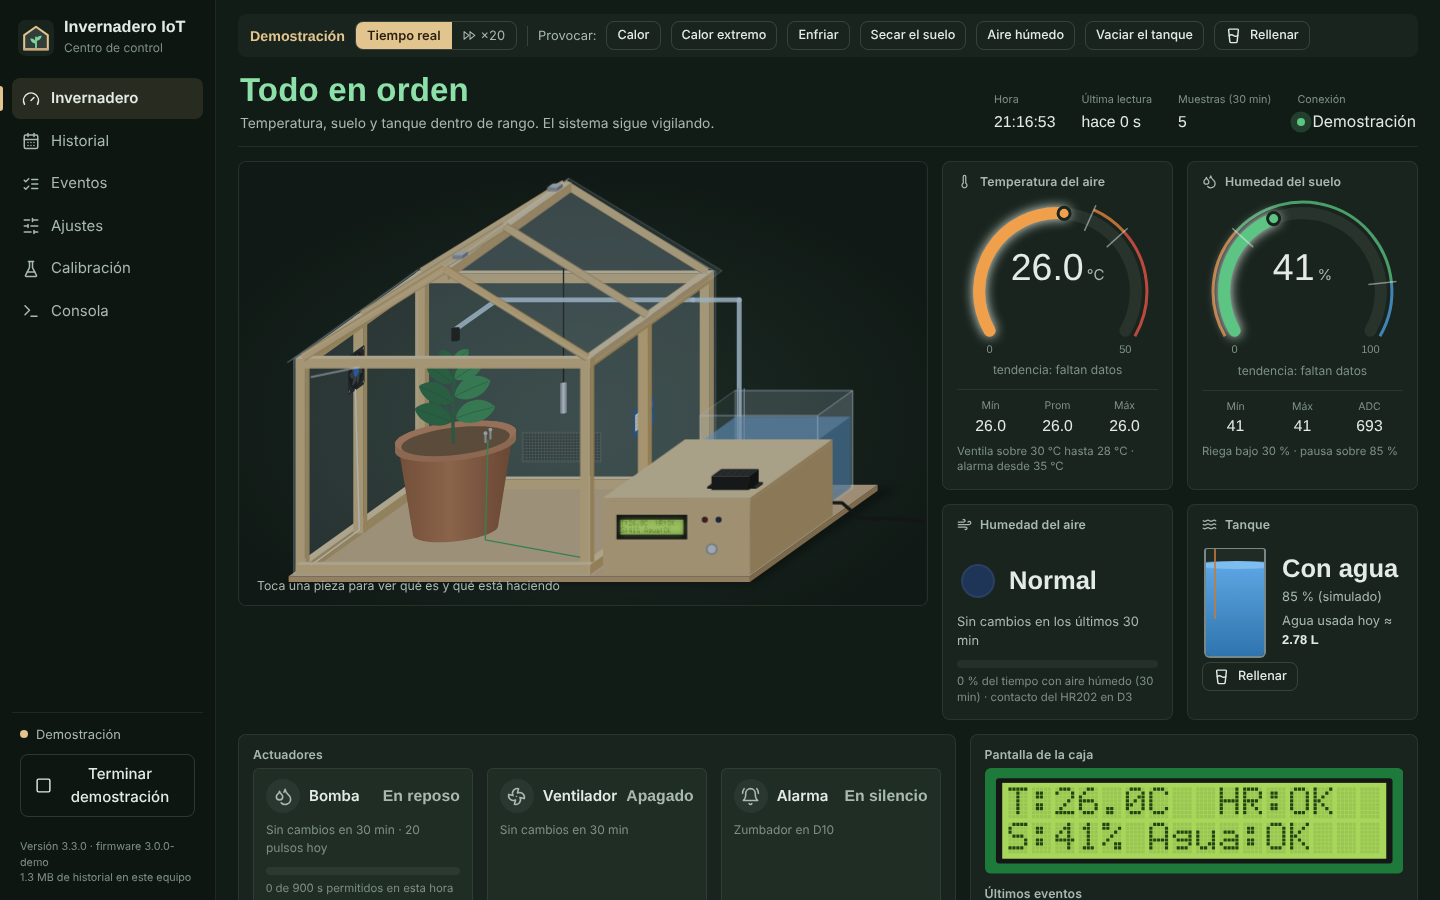 Invernadero IoT
Centro de control
Invernadero
Historial
Eventos
Ajustes
Calibración
Consola
Demostración
Terminar
demostración
Versión 3.3.0 · firmware 3.0.0-
demo
1.3 MB de historial en este equipo
Demostración Tiempo real ×20 Provocar: Calor Calor extremo Enfriar Secar el suelo Aire húmedo Vaciar el tanque Rellenar
Todo en orden
Temperatura, suelo y tanque dentro de rango. El sistema sigue vigilando.
Hora Última lectura Muestras (30 min) Conexión
21:16:53 hace 0 s 5 Demostración
Toca una pieza para ver qué es y qué está haciendo
Temperatura del aire
26.0 °C
0 50
tendencia: faltan datos
Mín Prom Máx
26.0 26.0 26.0
Ventila sobre 30 °C hasta 28 °C ·
alarma desde 35 °C
Humedad del suelo
41 %
0 100
tendencia: faltan datos
Mín Máx ADC
41 41 693
Riega bajo 30 % · pausa sobre 85 %
Humedad del aire
Normal
Sin cambios en los últimos 30
min
0 % del tiempo con aire húmedo (30
min) · contacto del HR202 en D3
Tanque
Con agua
85 % (simulado)
Agua usada hoy ≈
2.78 L
Rellenar
Actuadores
Bomba En reposo
Sin cambios en 30 min · 20
pulsos hoy
0 de 900 s permitidos en esta hora
Ventilador Apagado
Sin cambios en 30 min
Alarma En silencio
Zumbador en D10
Pantalla de la caja
T:26.0C HR:OK
S:41% Agua:OK
Últimos eventos